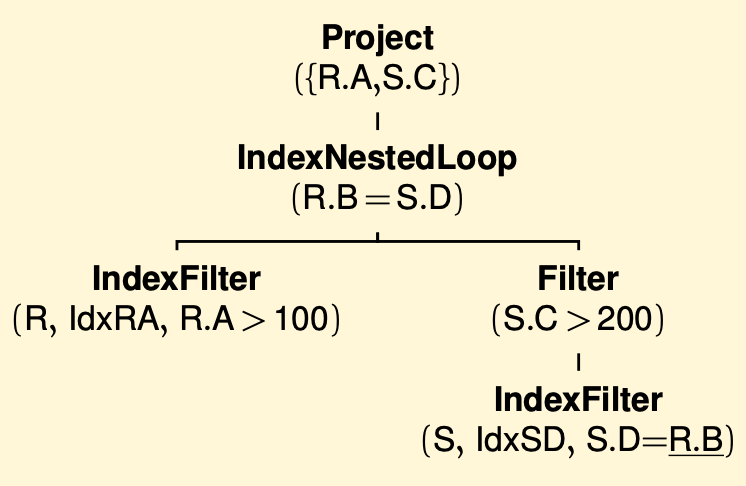 Project
({R.A,S.C})
IndexNestedLoop
(R.B = S.D)
IndexFilter
(R, IdxRA, R.A > 100)
Filter
(S.C > 200)
IndexFilter
(S, IdxSD, S.D=R.B)